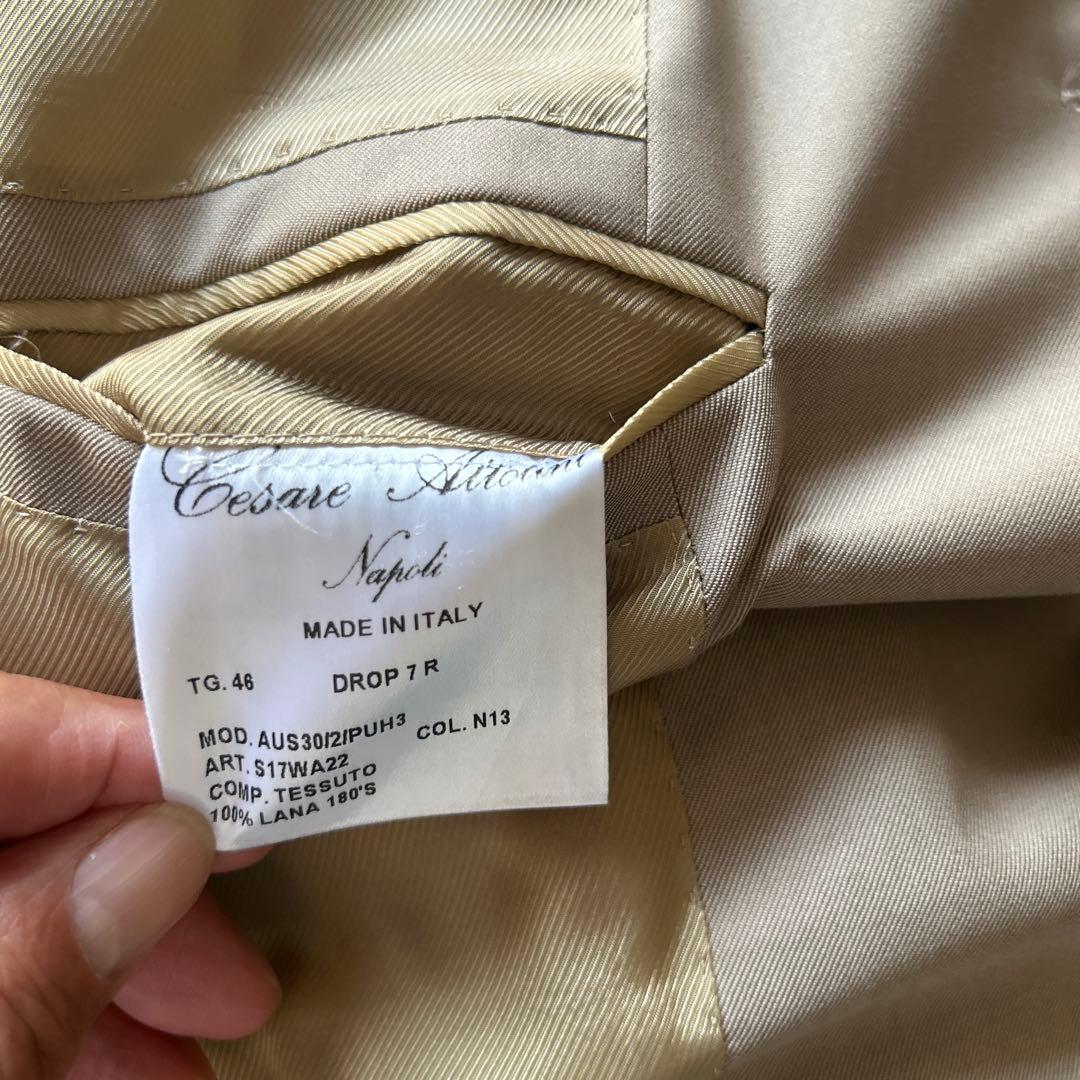 Cesare Attolini
Napoli
MADE IN ITALY
TG. 46 DROP 7 R
MOD. AUS30/2/PUH3 COL. N13
ART. S17WA22
COMP. TESSUTO
100% LANA 180'S